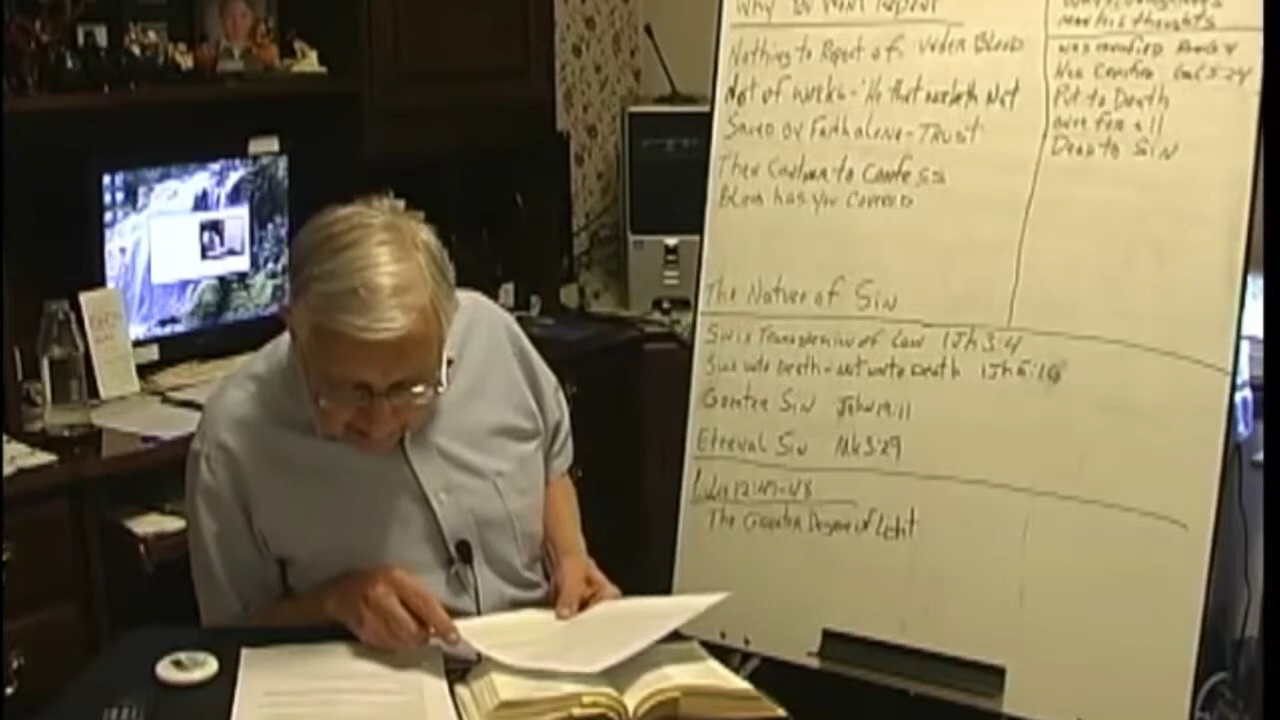 Why
Nothing to Repent of. Under Blood
Not of works - "He that worketh Not
Saved by Faith alone - TRUST
Then Continue to Confess
Blood has you Covered
thoughts
was crucified
Has Crucified Gal 5:24
Put to Death
once for all
Dead to SIN
The Nature of SIN
Sin is Transgression of Law 1Jh 3:4
Sin unto Death - not unto Death 1Jh 5:16
Greater SIN John 19:11
Eternal Sin Mk 3:29
Luke 12:47-48
The Greater Degree of Light